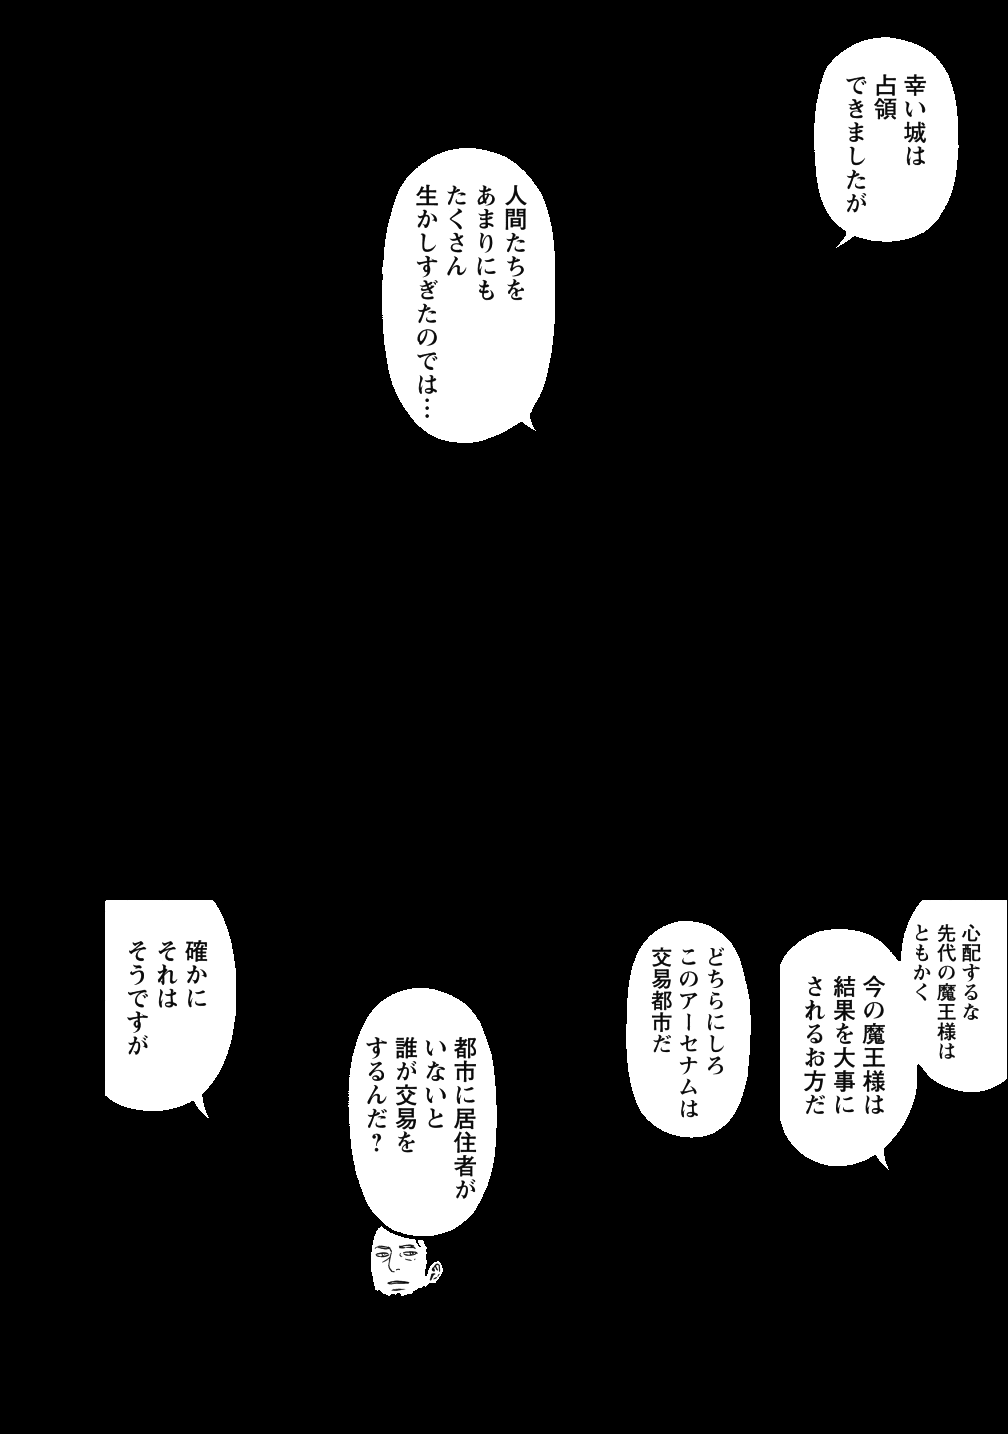 幸い城は
占領
できましたが
人間たちを
あまりにも
たくさん
生かしすぎたのでは…
心配するな
先代の魔王様は
ともかく
今の魔王様は
結果を大事に
されるお方だ
どちらにしろ
このアーセナムは
交易都市だ
都市に居住者が
いないと
誰が交易を
するんだ？
確かに
それは
そうですが